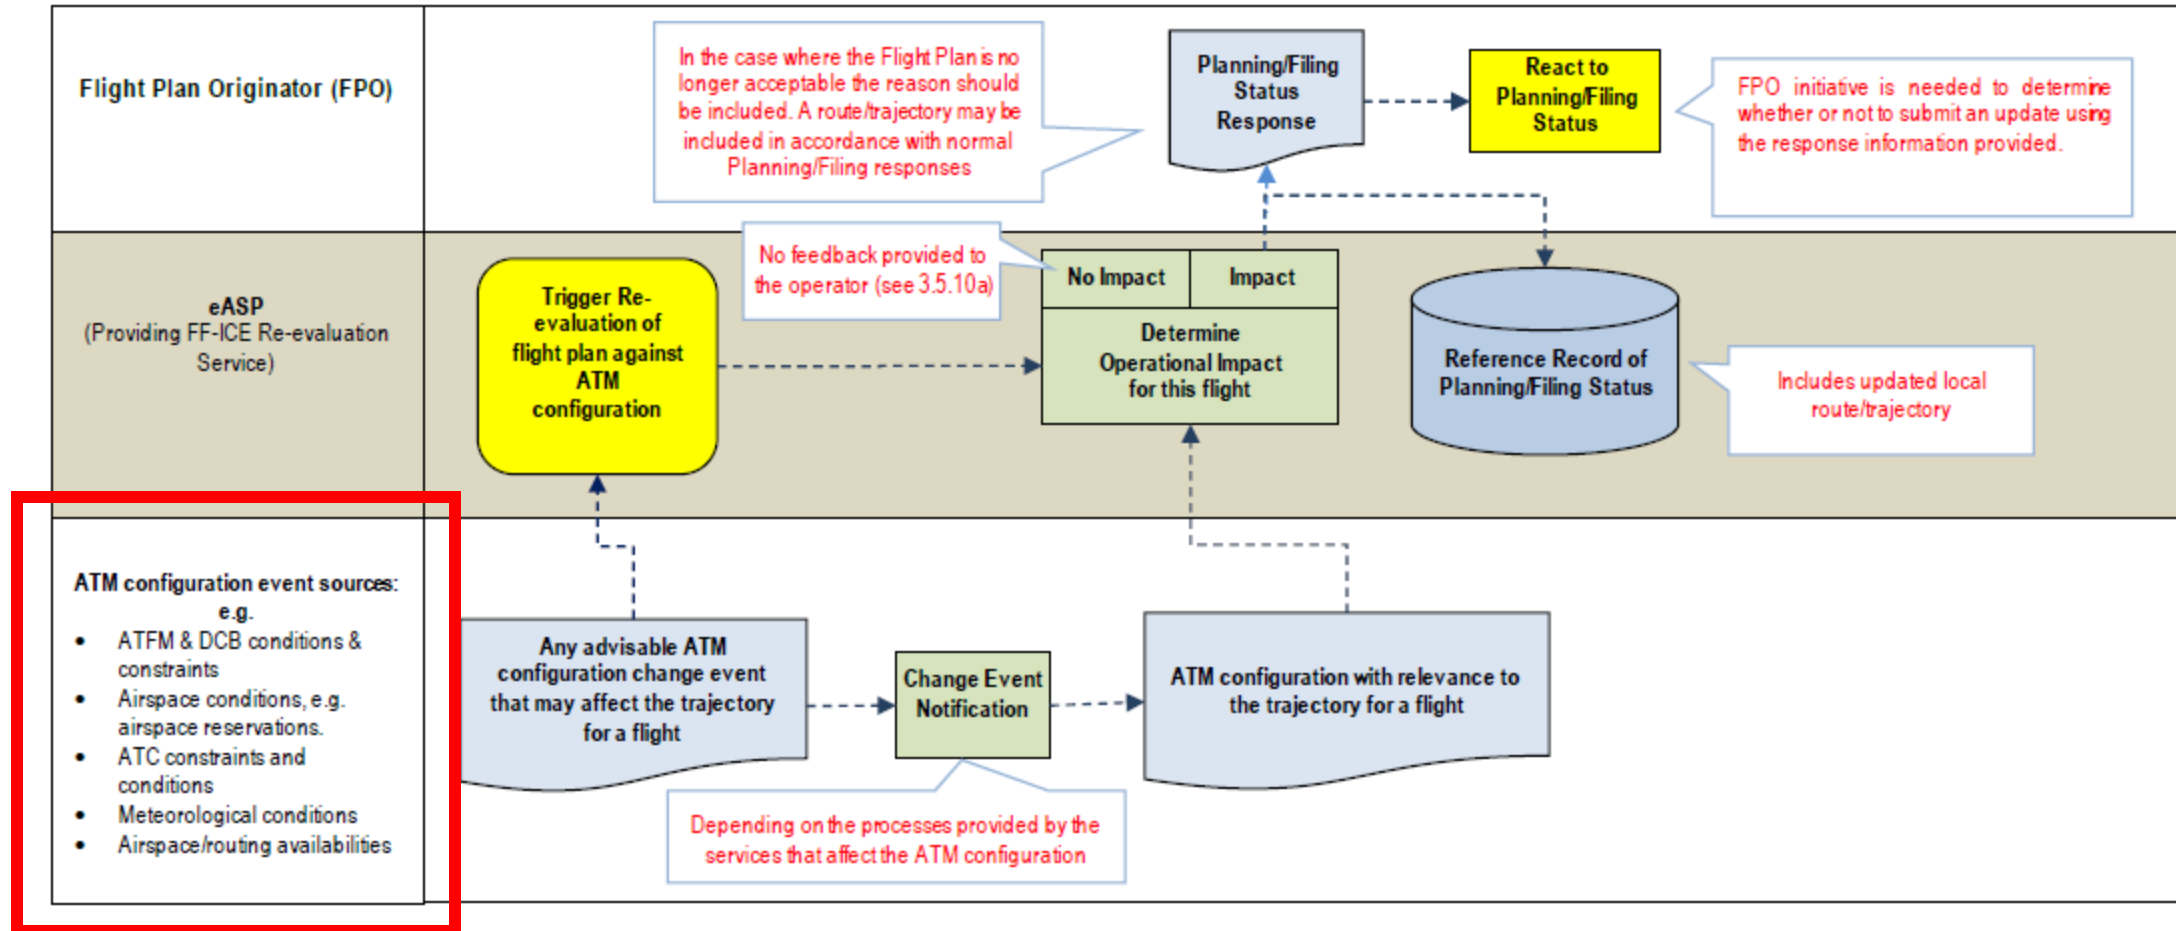 Flight Plan Originator (FPO)
In the case where the Flight Plan is no
longer acceptable the reason should
be included. A route/trajectory may be
included in accordance with normal
Planning/Filing responses
Planning/Filing
Status
Response
React to
Planning/Filing
Status
FPO initiative is needed to determine
whether or not to submit an update using
the response information provided.
eASP
(Providing FF-ICE Re-evaluation
Service)
Trigger Re-
evaluation of
flight plan against
ATM
configuration
No feedback provided to
the operator (see 3.5.10a)
No Impact
Impact
Determine
Operational Impact
for this flight
Reference Record of
Planning/Filing Status
Includes updated local
route/trajectory
ATM configuration event sources:
e.g.
• ATFM & DCB conditions &
constraints
• Airspace conditions, e.g.
airspace reservations.
• ATC constraints and
conditions
• Meteorological conditions
• Airspace/routing availabilities
Any advisable ATM
configuration change event
that may affect the trajectory
for a flight
Change Event
Notification
ATM configuration with relevance to
the trajectory for a flight
Depending on the processes provided by the
services that affect the ATM configuration